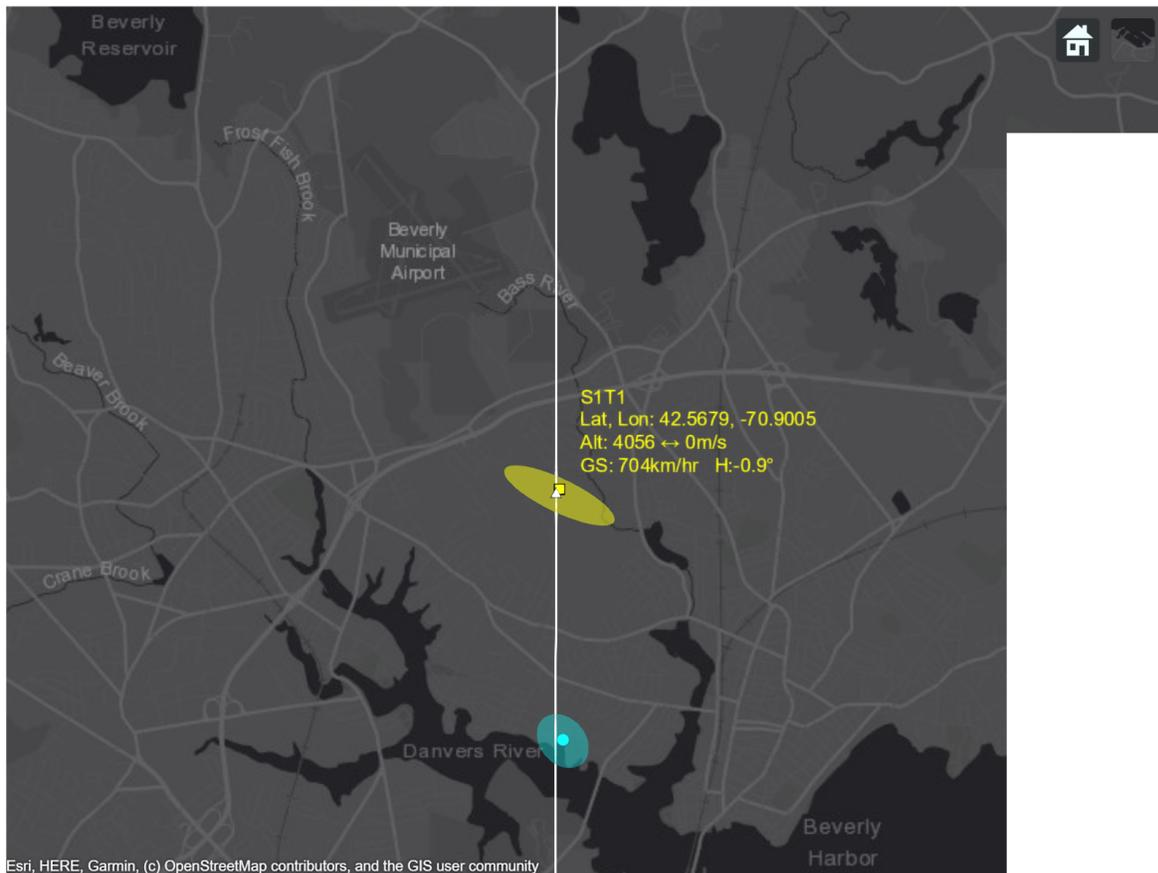 Beverly
Reservoir
Frost Fish Brook
Beverly
Municipal
Airport
Bass River
Beaver Brook
S1T1
Lat, Lon: 42.5679, -70.9005
Alt: 4056 ↔ 0m/s
GS: 704km/hr H:-0.9°
Crane Brook
Danvers River
Beverly
Harbor
Esri, HERE, Garmin, (c) OpenStreetMap contributors, and the GIS user community